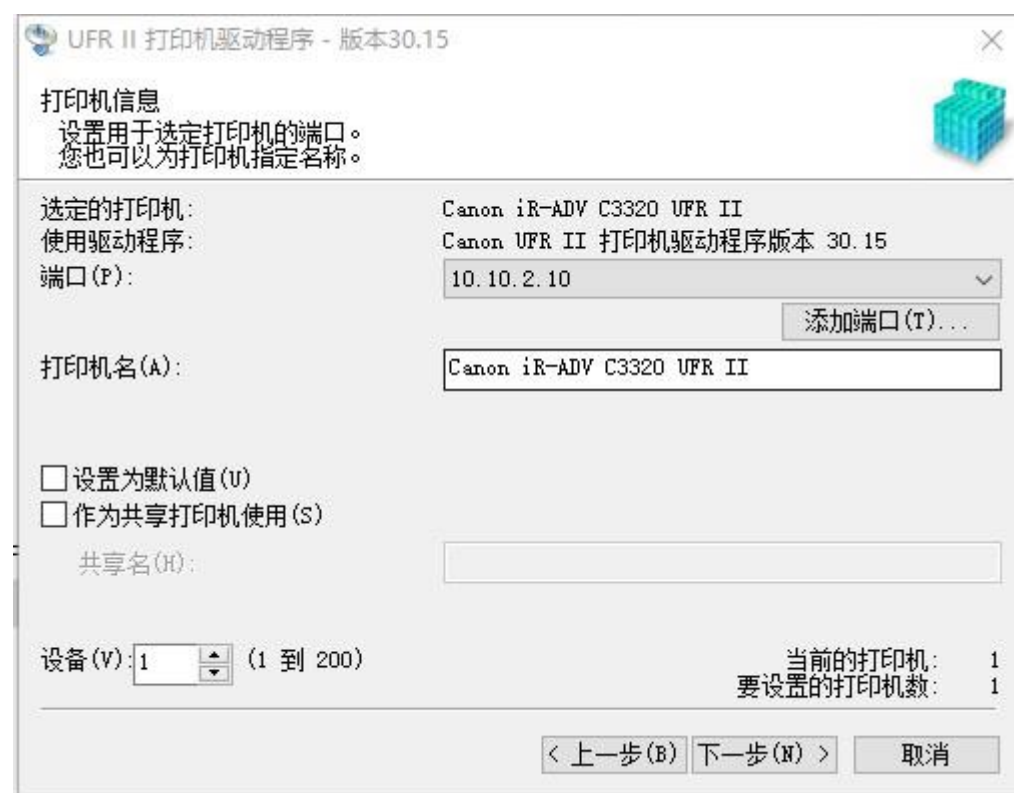 UFR II 打印机驱动程序 - 版本30.15
打印机信息
设置用于选定打印机的端口。
您也可以为打印机指定名称。
选定的打印机: Canon iR-ADV C3320 UFR II
使用驱动程序: Canon UFR II 打印机驱动程序版本 30.15
端口(P): 10.10.2.10
添加端口(T)...
打印机名(A): Canon iR-ADV C3320 UFR II
设置为默认值(U)
作为共享打印机使用(S)
共享名(H):
设备(V): 1 (1 到 200) 当前的打印机: 1
要设置的打印机数: 1
< 上一步(B) 下一步(N) > 取消